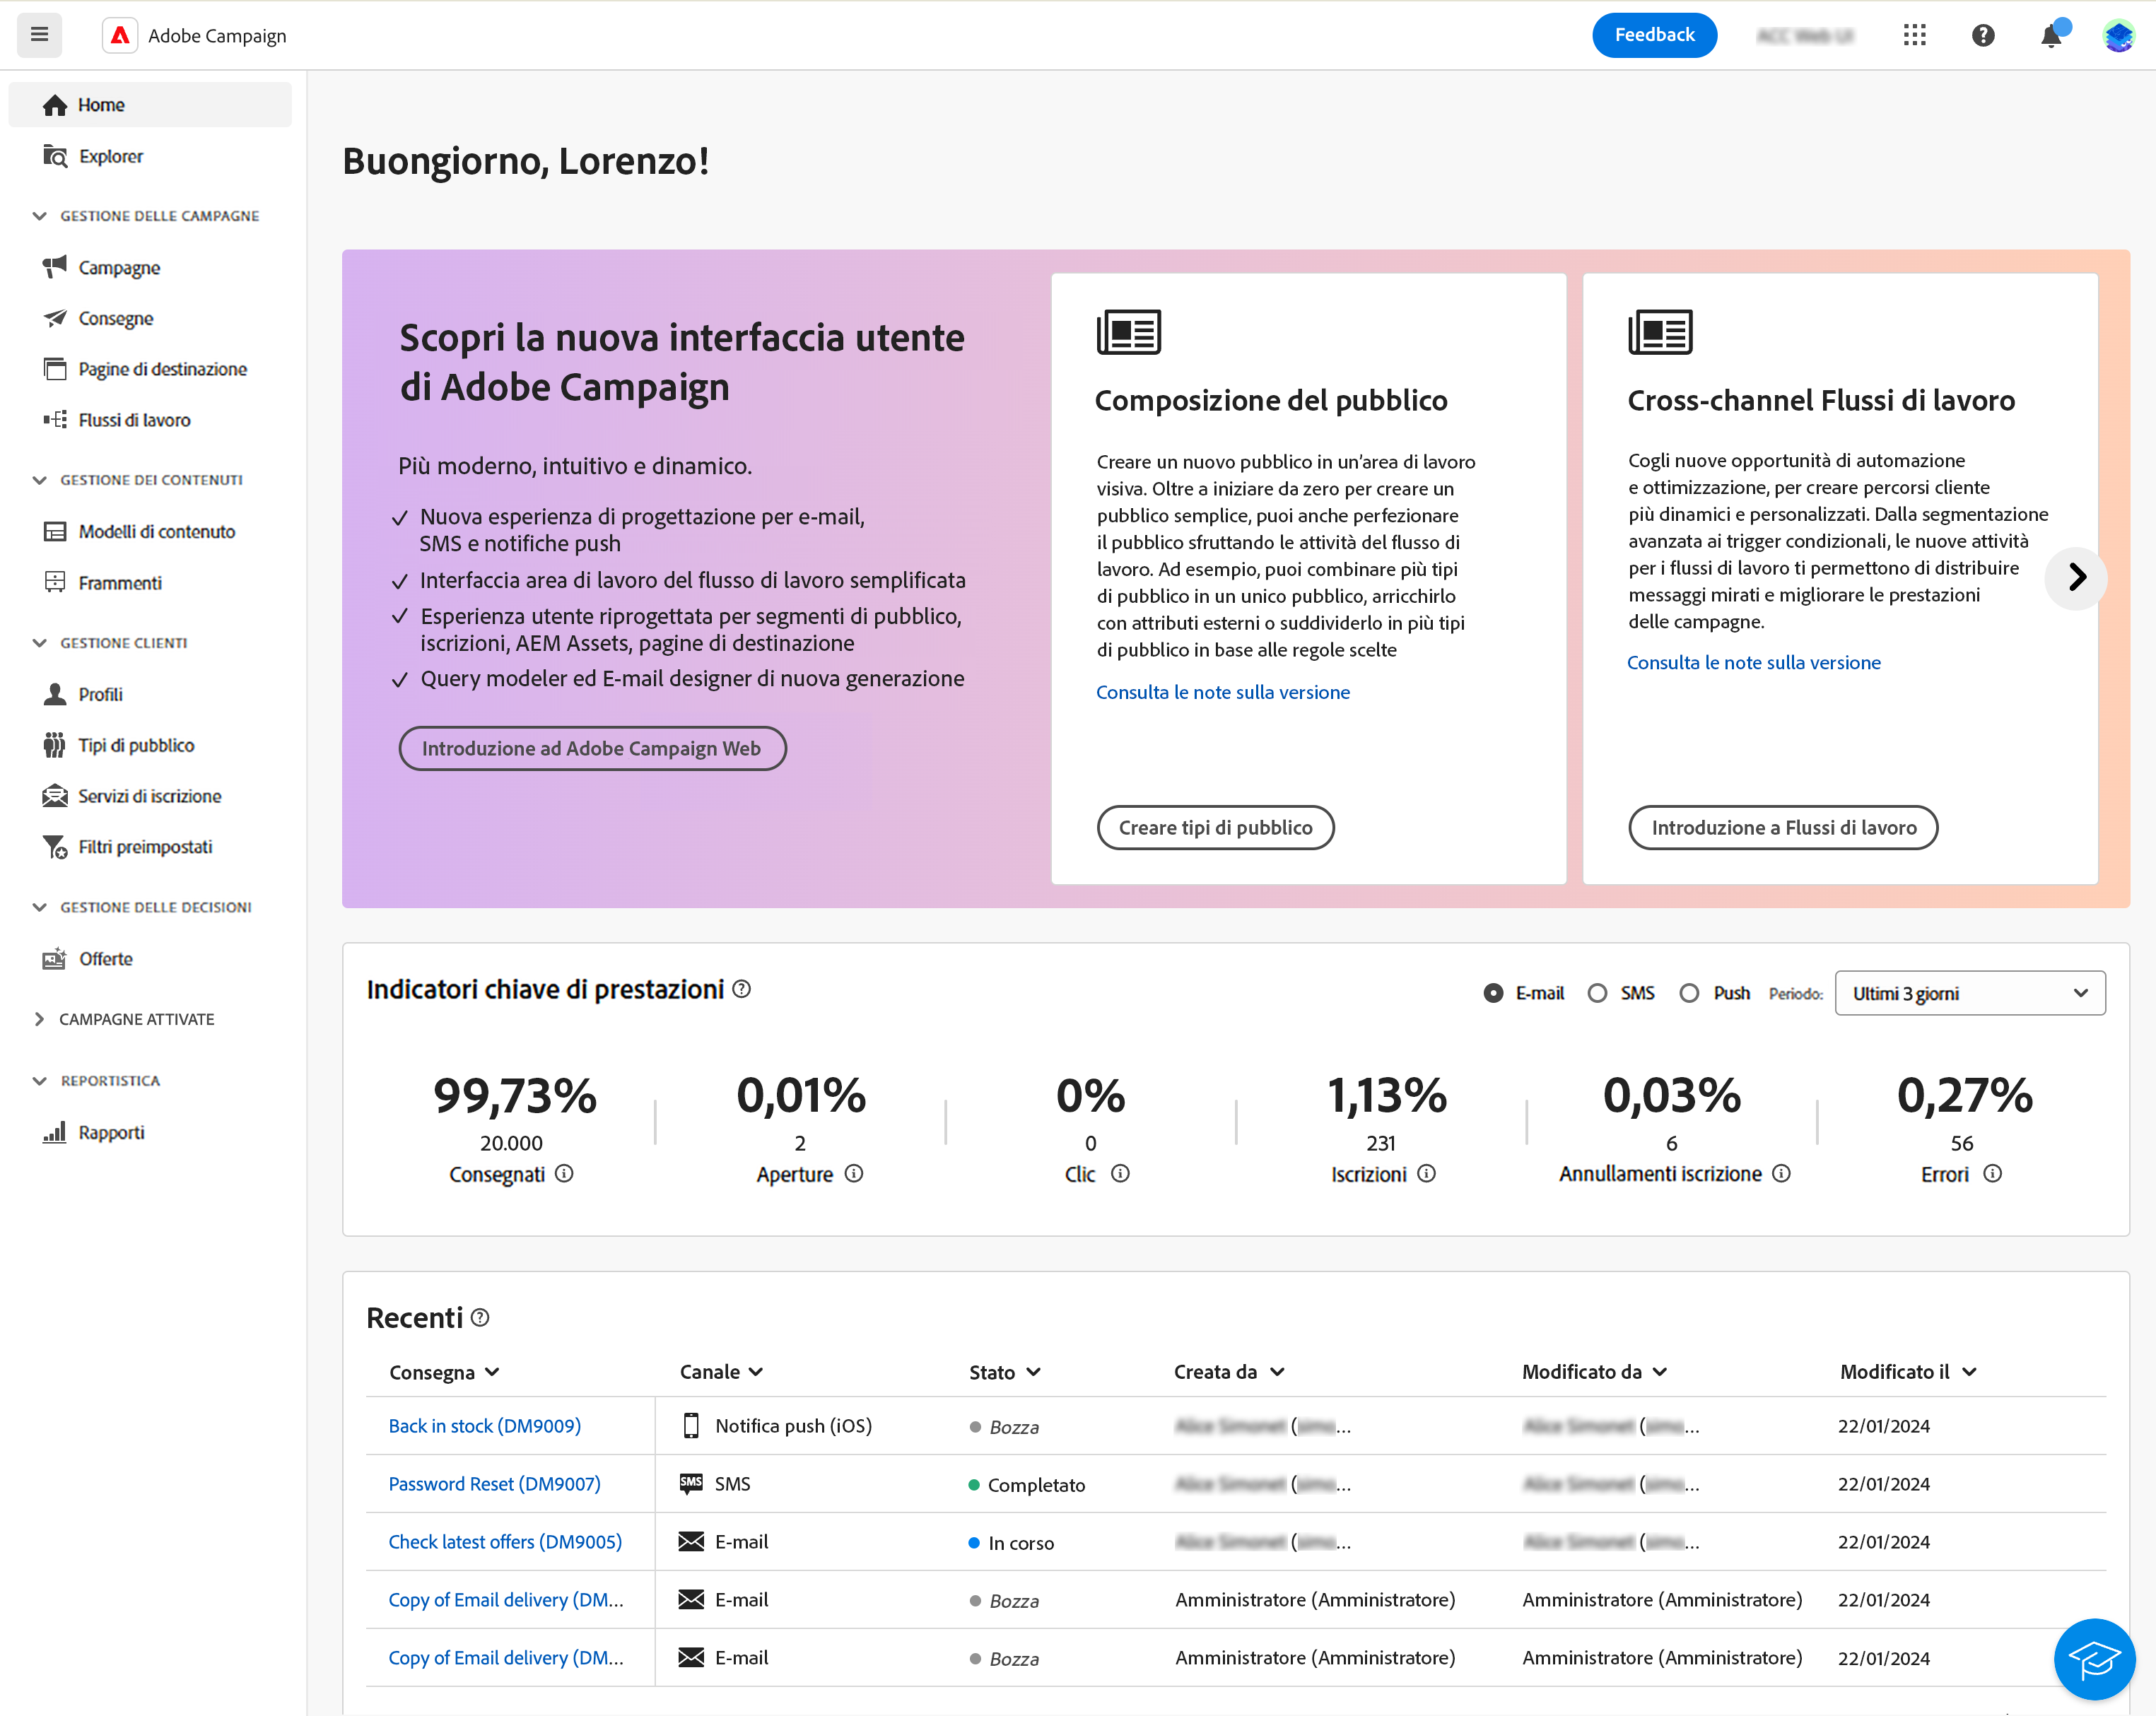 Adobe Campaign
Feedback
Home
Explorer
GESTIONE DELLE CAMPAGNE
Campagne
Consegne
Pagine di destinazione
Flussi di lavoro
GESTIONE DEI CONTENUTI
Modelli di contenuto
Frammenti
GESTIONE CLIENTI
Profili
Tipi di pubblico
Servizi di iscrizione
Filtri preimpostati
GESTIONE DELLE DECISIONI
Offerte
CAMPAGNE ATTIVATE
REPORTISTICA
Rapporti
Buongiorno, Lorenzo!
Scopri la nuova interfaccia utente
di Adobe Campaign
Più moderno, intuitivo e dinamico.
Nuova esperienza di progettazione per e-mail,
SMS e notifiche push
Interfaccia area di lavoro del flusso di lavoro semplificata
Esperienza utente riprogettata per segmenti di pubblico,
iscrizioni, AEM Assets, pagine di destinazione
Query modeler ed E-mail designer di nuova generazione
Introduzione ad Adobe Campaign Web
Composizione del pubblico
Creare un nuovo pubblico in un’area di lavoro
visiva. Oltre a iniziare da zero per creare un
pubblico semplice, puoi anche perfezionare
il pubblico sfruttando le attività del flusso di
lavoro. Ad esempio, puoi combinare più tipi
di pubblico in un unico pubblico, arricchirlo
con attributi esterni o suddividerlo in più tipi
di pubblico in base alle regole scelte
Consulta le note sulla versione
Creare tipi di pubblico
Cross-channel Flussi di lavoro
Cogli nuove opportunità di automazione
e ottimizzazione, per creare percorsi cliente
più dinamici e personalizzati. Dalla segmentazione
avanzata ai trigger condizionali, le nuove attività
per i flussi di lavoro ti permettono di distribuire
messaggi mirati e migliorare le prestazioni
delle campagne.
Consulta le note sulla versione
Introduzione a Flussi di lavoro
Indicatori chiave di prestazioni
E-mail SMS Push Periodo: Ultimi 3 giorni
99,73% 0,01% 0% 1,13% 0,03% 0,27%
20.000 2 0 231 6 56
Consegnati Aperture Clic Iscrizioni Annullamenti iscrizione Errori
Recenti
Consegna Canale Stato Creata da Modificato da Modificato il
Back in stock (DM9009) Notifica push (iOS) Bozza (... (... 22/01/2024
Password Reset (DM9007) SMS SMS Completato (... (... 22/01/2024
Check latest offers (DM9005) E-mail In corso (... (... 22/01/2024
Copy of Email delivery (DM... E-mail Bozza Amministratore (Amministratore) Amministratore (Amministratore) 22/01/2024
Copy of Email delivery (DM... E-mail Bozza Amministratore (Amministratore) Amministratore (Amministratore) 22/01/2024